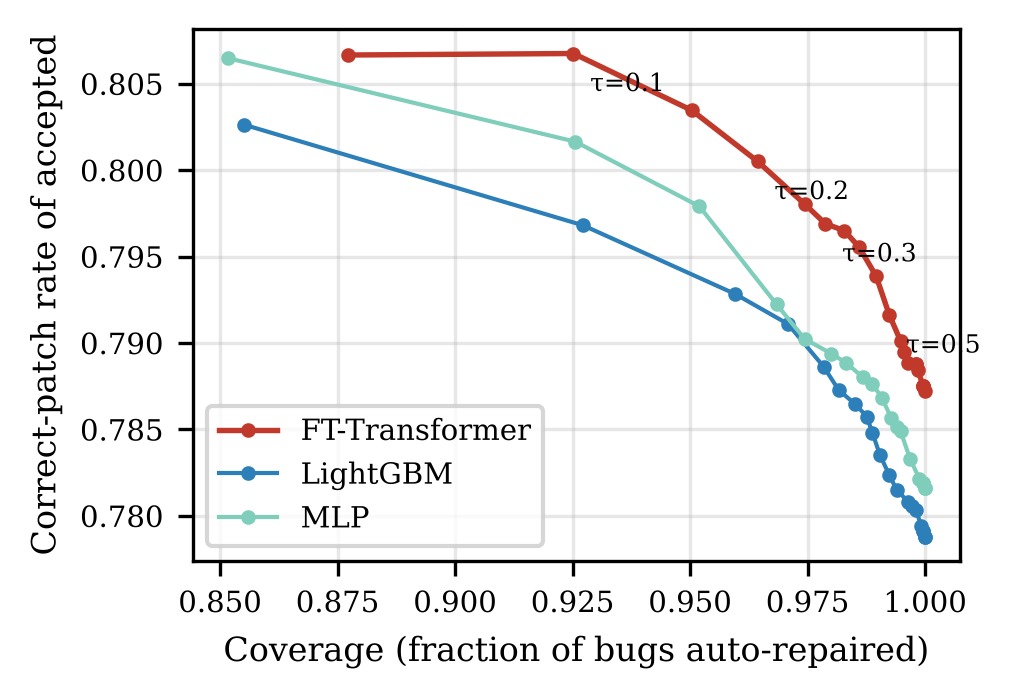 0.805
0.800
0.795
0.790
0.785
0.780
Correct-patch rate of accepted
τ=0.1
τ=0.2
τ=0.3
τ=0.5
FT-Transformer
LightGBM
MLP
0.850 0.875 0.900 0.925 0.950 0.975 1.000
Coverage (fraction of bugs auto-repaired)